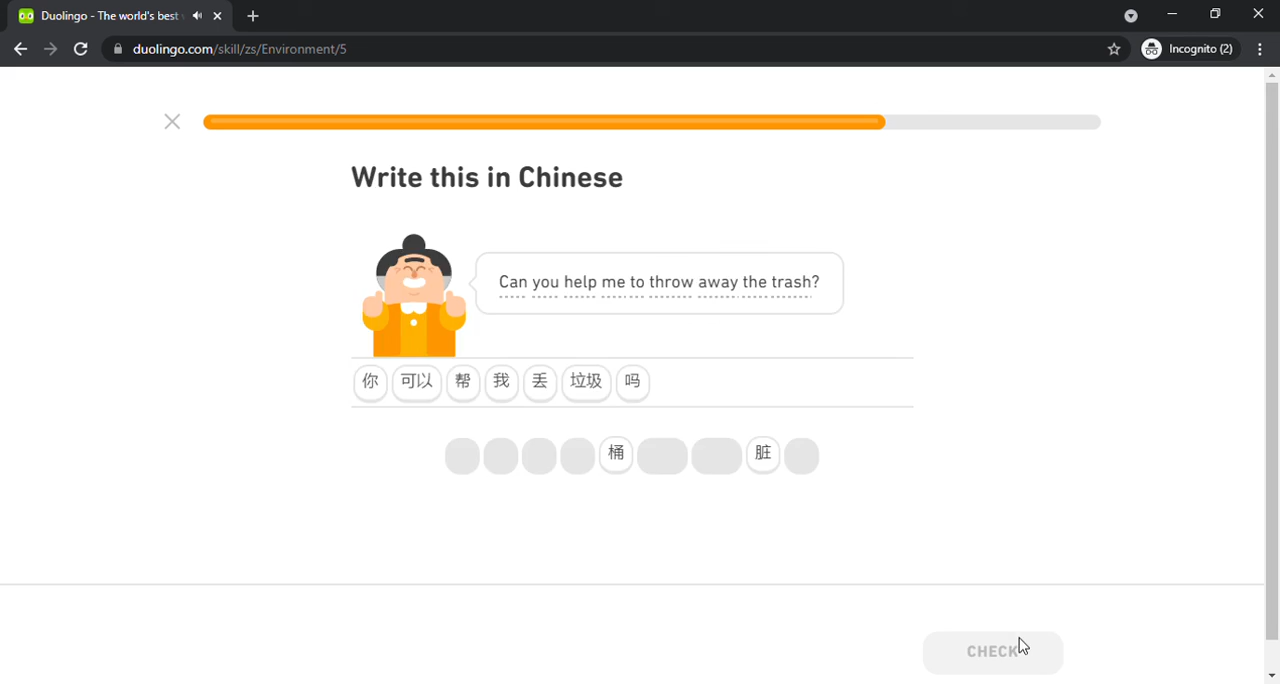 Duolingo - The world's best
duolingo.com/skill/zs/Environment/5
Incognito (2)
Write this in Chinese
Can you help me to throw away the trash?
你 可以 帮 我 丢 垃圾 吗
桶 脏
CHECK